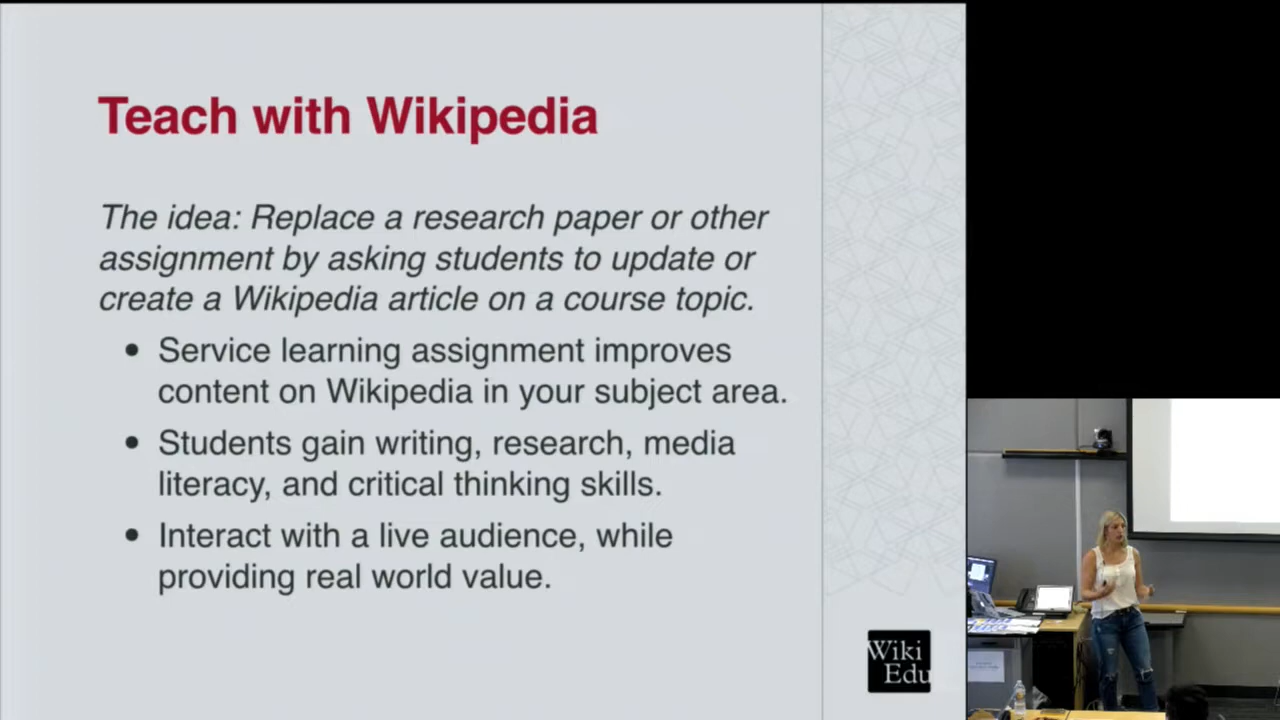 Teach with Wikipedia
The idea: Replace a research paper or other
assignment by asking students to update or
create a Wikipedia article on a course topic.
• Service learning assignment improves
content on Wikipedia in your subject area.
• Students gain writing, research, media
literacy, and critical thinking skills.
• Interact with a live audience, while
providing real world value.
Wiki
Edu